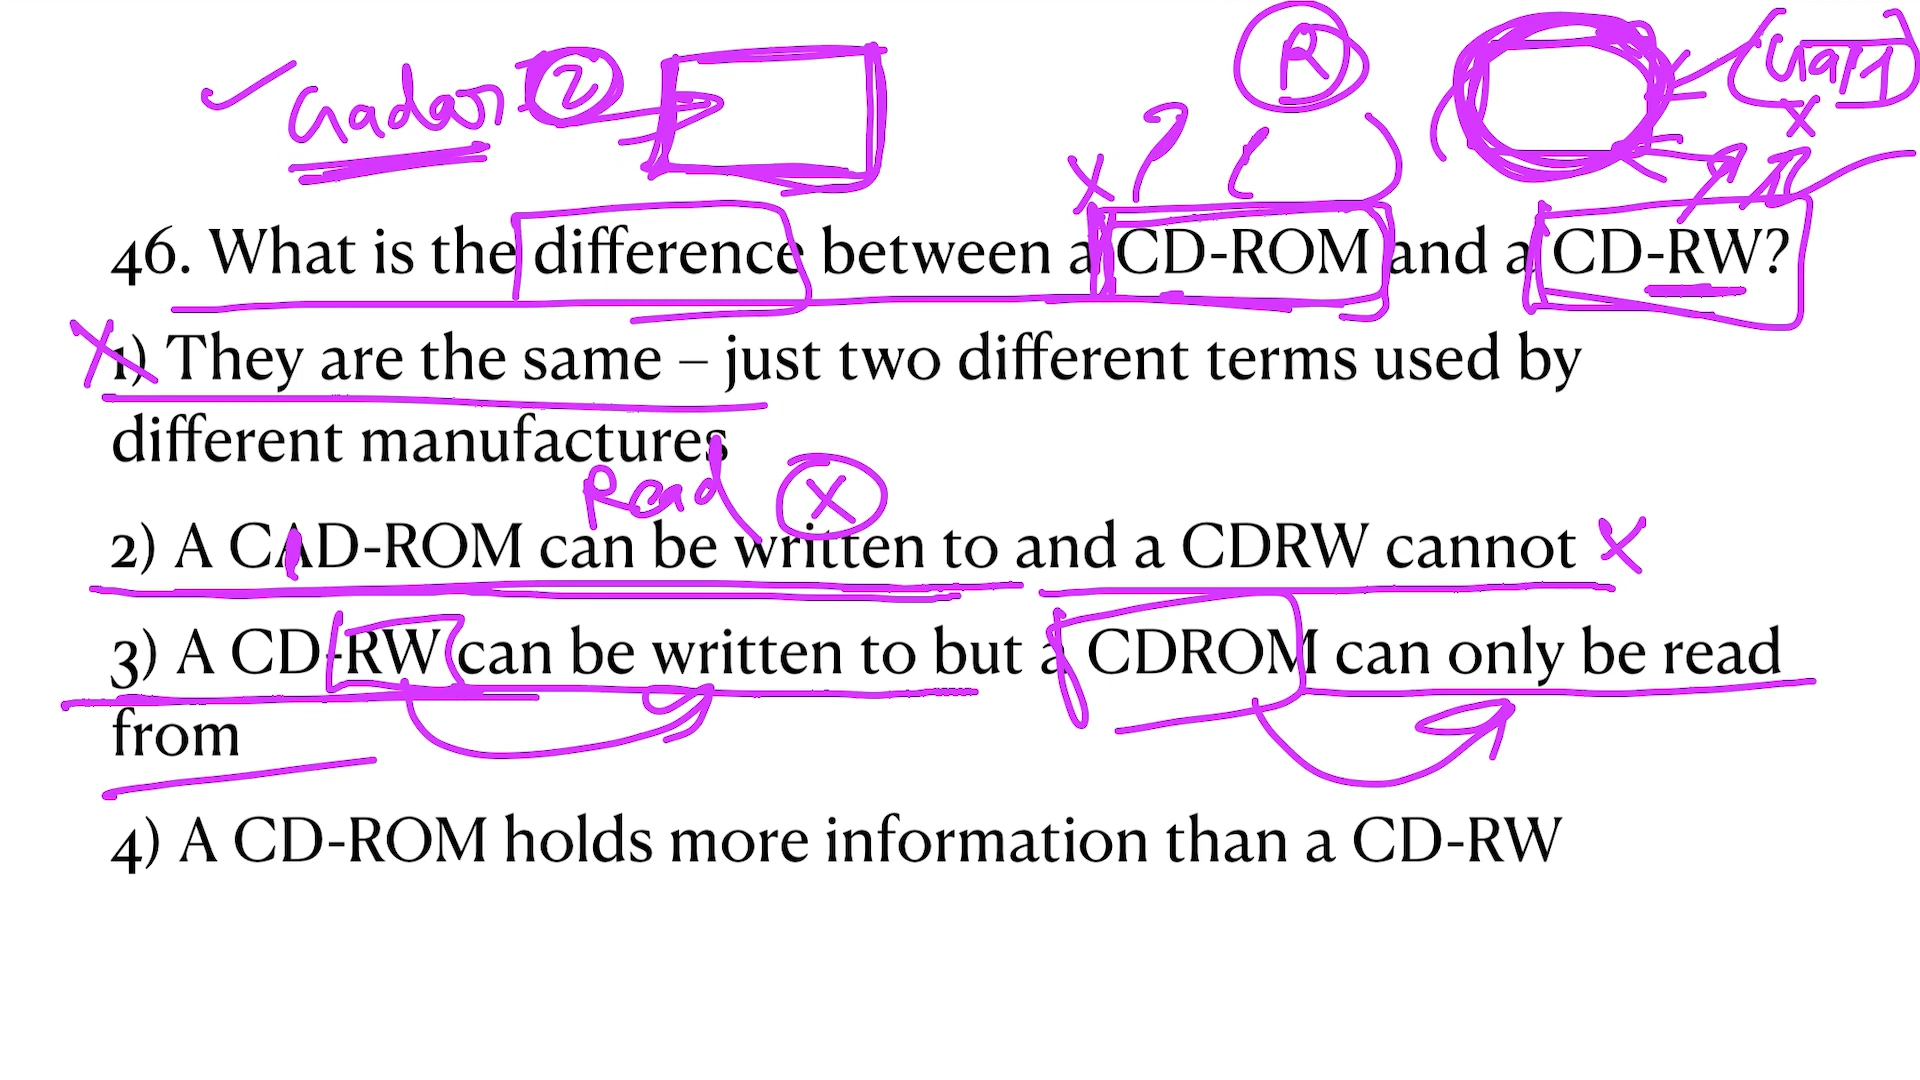 Gadar 2
R
46. What is the difference between a CD-ROM and a CD-RW?
1) They are the same – just two different terms used by
different manufactures
Read X
2) A CAD-ROM can be written to and a CDRW cannot X
3) A CD-RW can be written to but a CDROM can only be read
from
4) A CD-ROM holds more information than a CD-RW